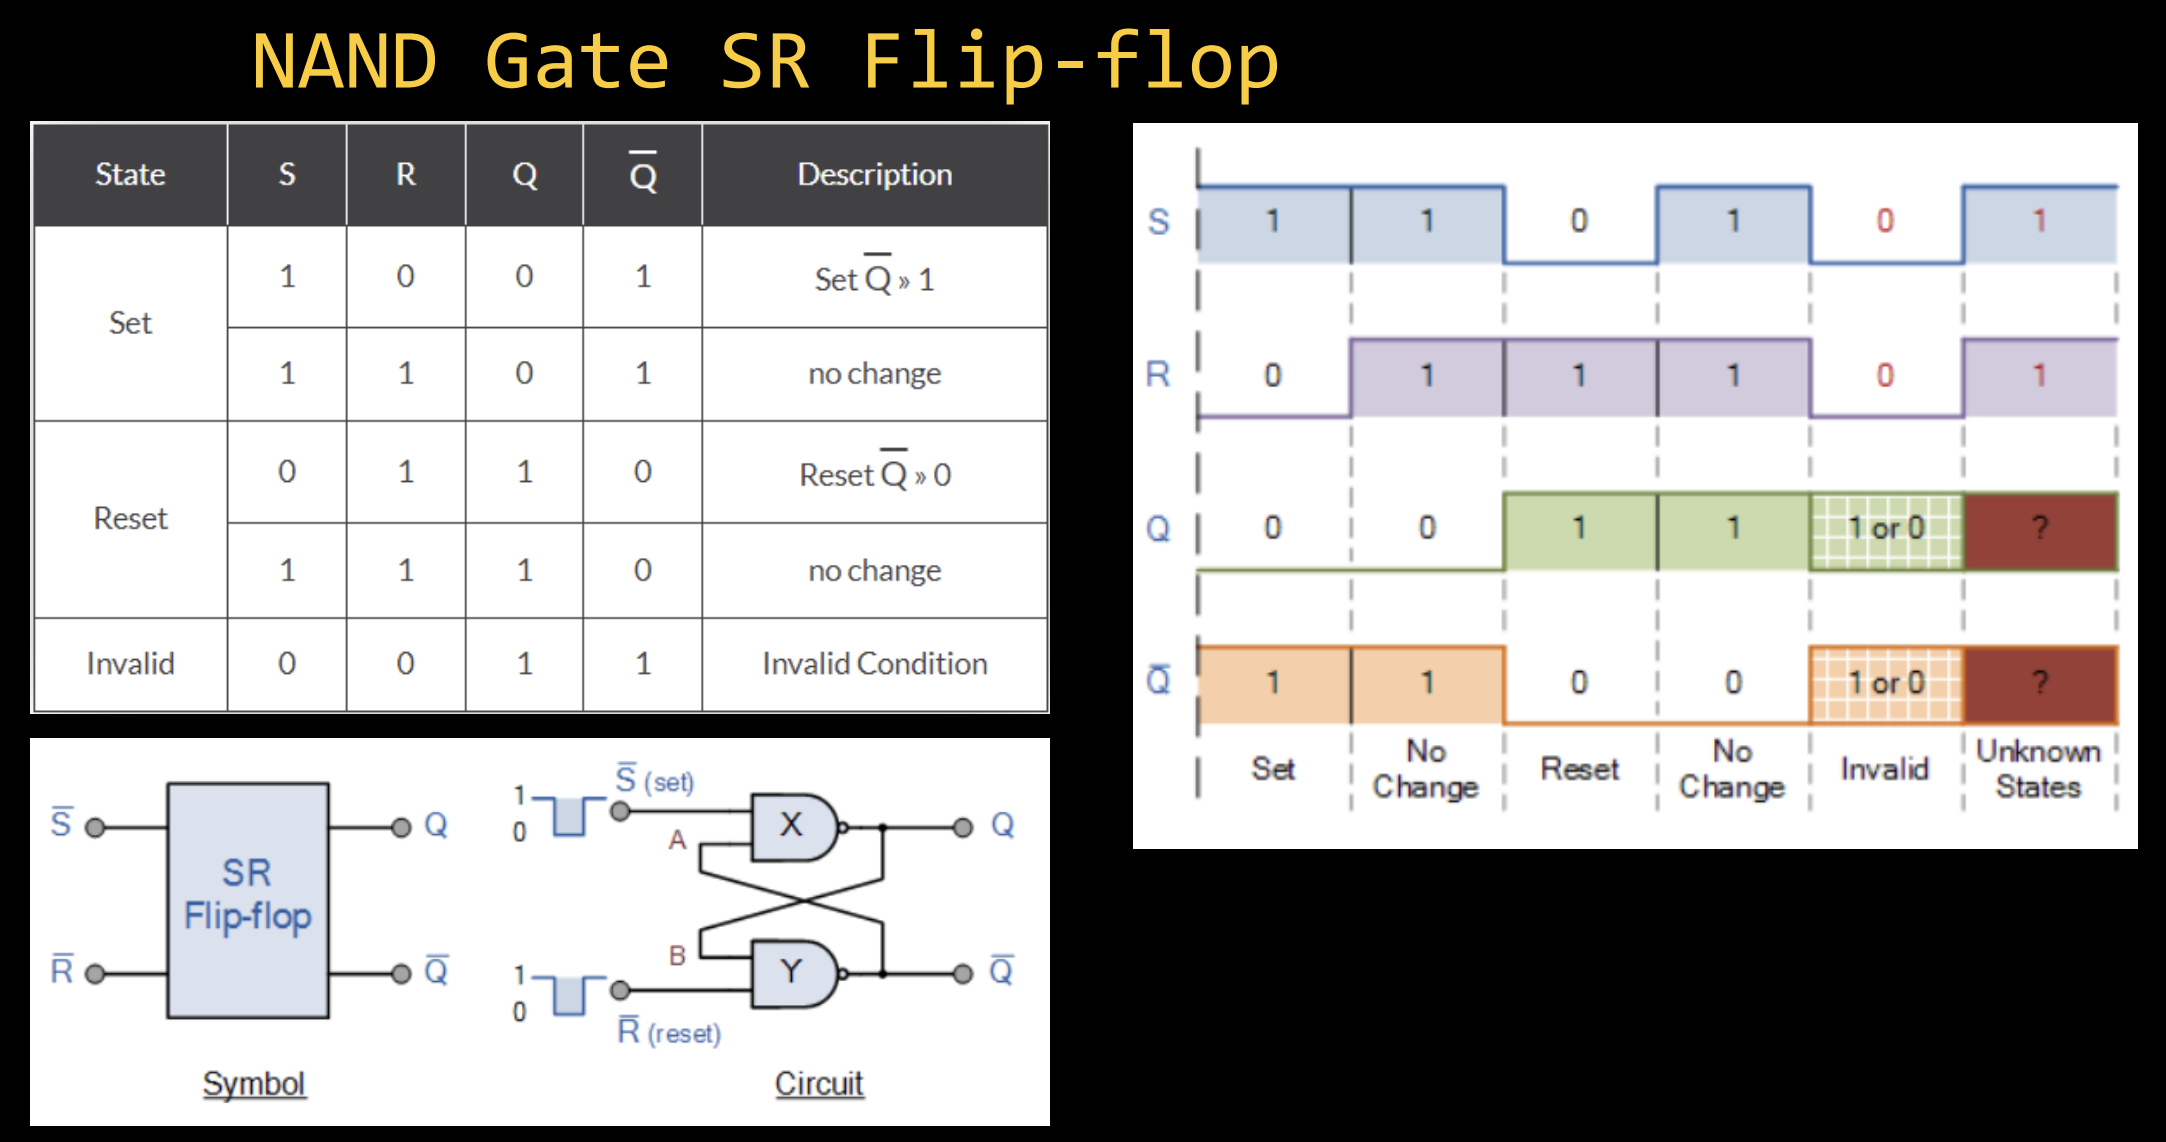 NAND Gate SR Flip-flop
State S R Q Q̅ Description
Set
1 0 0 1 Set Q̅ » 1
1 1 0 1 no change
Reset
0 1 1 0 Reset Q̅ » 0
1 1 1 0 no change
Invalid 0 0 1 1 Invalid Condition
S 1 1 0 1 0 1
R 0 1 1 1 0 1
Q 0 0 1 1 1 or 0 ?
Q̅ 1 1 0 0 1 or 0 ?
Set
No
Change
Reset
No
Change
Invalid
Unknown
States
S̅
R̅
SR
Flip-flop
Q
Q̅
Symbol
1
0
S̅ (set)
A
X
Q
B
Y
Q̅
1
0
R̅ (reset)
Circuit